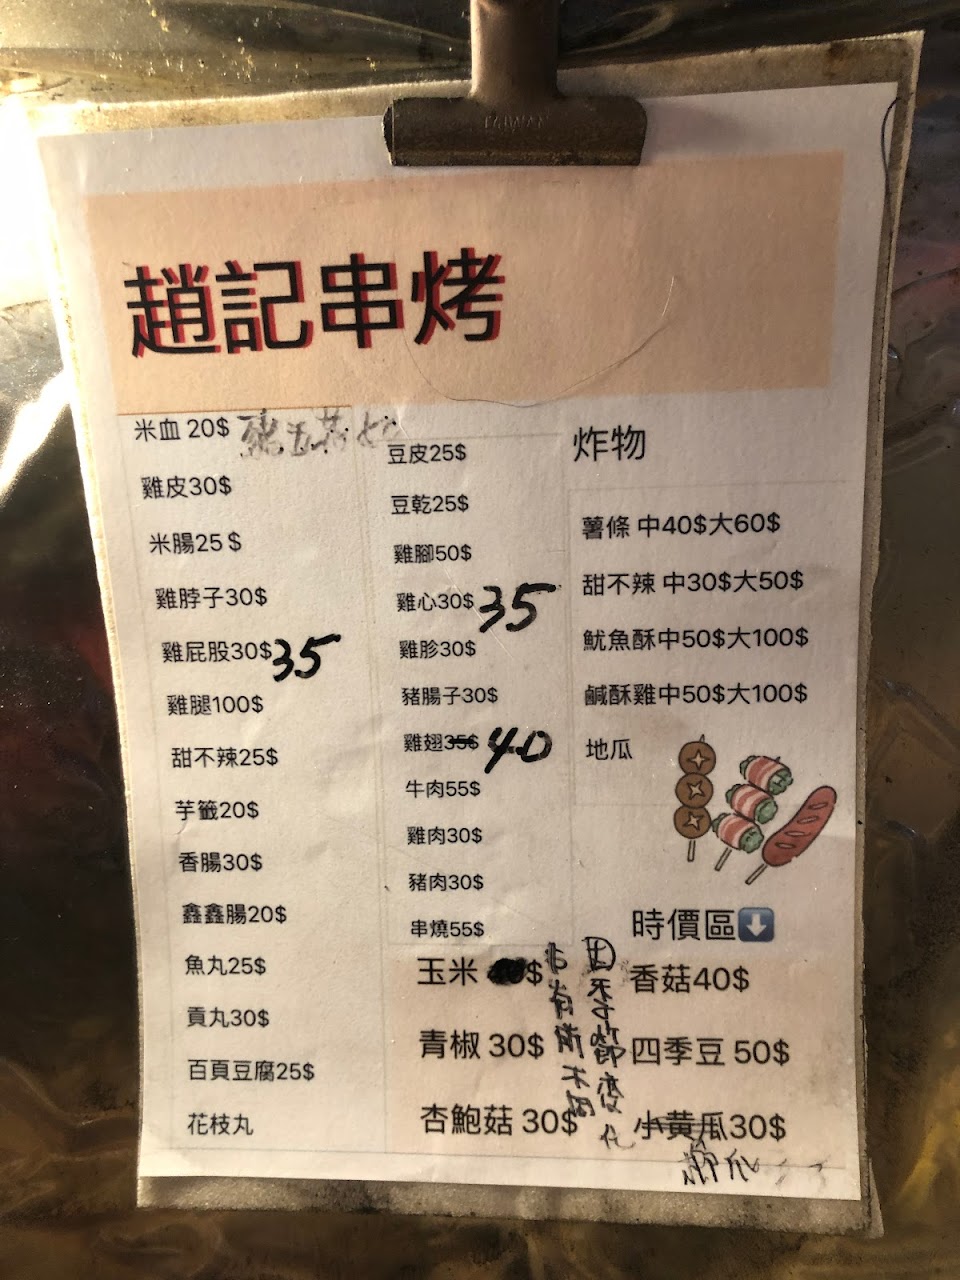 TAIWAN
趙記串烤
米血 20$
雞皮30$
米腸25 $
雞脖子30$
雞屁股30$35
雞腿100$
甜不辣25$
芋籤20$
香腸30$
鑫鑫腸20$
魚丸25$
貢丸30$
百頁豆腐25$
花枝丸
豆皮25$
豆乾25$
雞腳50$
雞心30$35
雞胗30$
豬腸子30$
雞翅35$ 40
牛肉55$
雞肉30$
豬肉30$
串燒55$
玉米 $
青椒 30$
杏鮑菇 30$
炸物
薯條 中40$大60$
甜不辣 中30$大50$
魷魚酥中50$大100$
鹹酥雞中50$大100$
地瓜
時價區⬇️
因季節變化
香菇40$
四季豆 50$
小黃瓜30$